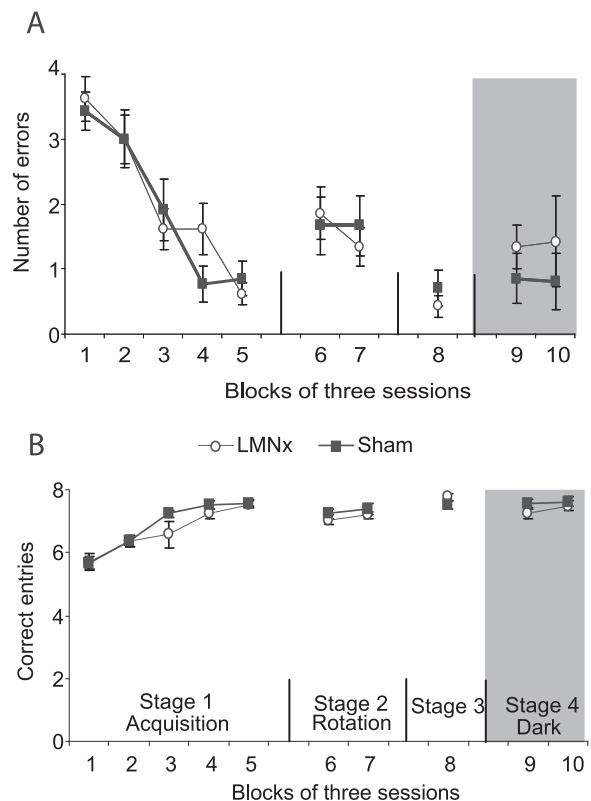 A
Number of errors
4
3
2
1
0
1 2 3 4 5 6 7 8 9 10
Blocks of three sessions
B
LMNx Sham
Correct entries
8
6
4
2
0
Stage 1
Acquisition
Stage 2
Rotation
Stage 3
Stage 4
Dark
1 2 3 4 5 6 7 8 9 10
Blocks of three sessions